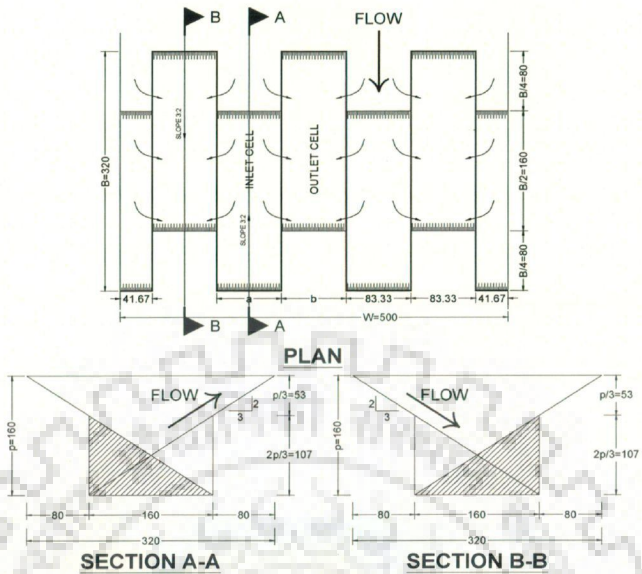 B A FLOW
B/4=80
SLOPE 3:2
INLET CELL
OUTLET CELL
B=320
B/2=160
SLOPE 3:2
B/4=80
41.67 a b 83.33 83.33 41.67
B A
W=500
PLAN
p=160
FLOW
2
3
p/3=53
2p/3=107
80 160 80
320
SECTION A-A
p=160
2
3
FLOW
p/3=53
2p/3=107
80 160 80
320
SECTION B-B